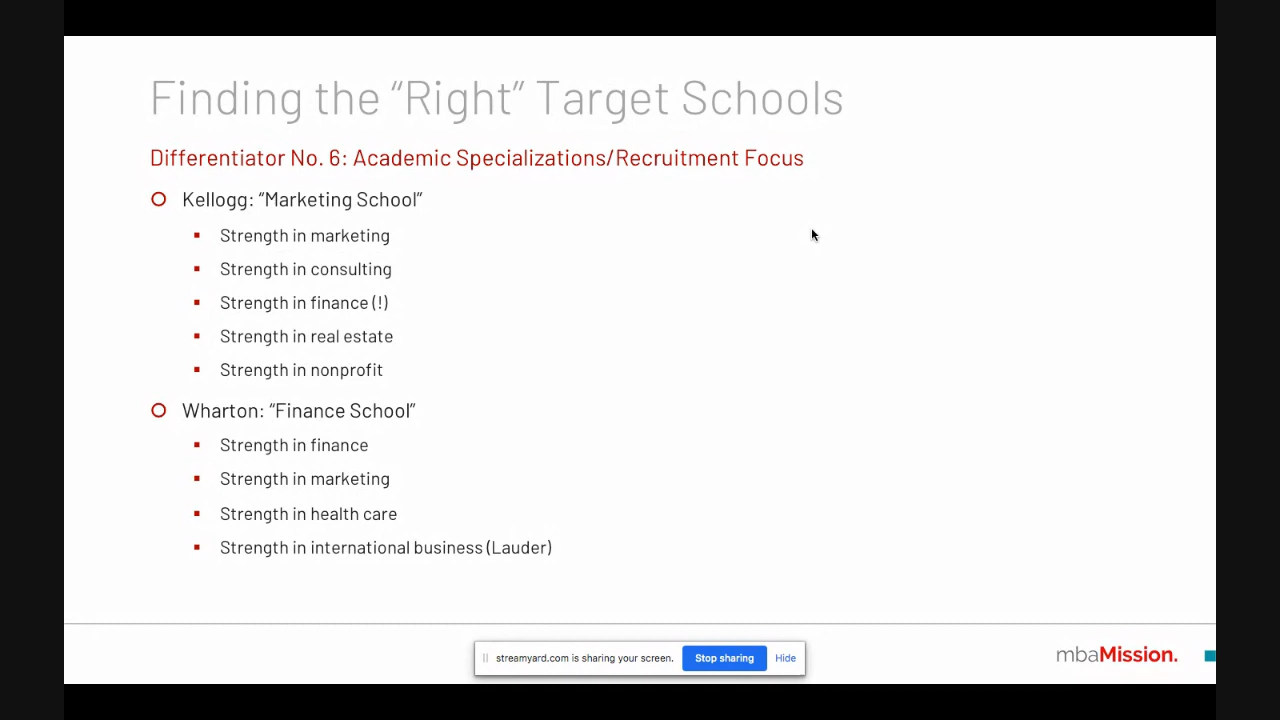 Finding the “Right” Target Schools
Differentiator No. 6: Academic Specializations/Recruitment Focus
Kellogg: “Marketing School”
Strength in marketing
Strength in consulting
Strength in finance (!)
Strength in real estate
Strength in nonprofit
Wharton: “Finance School”
Strength in finance
Strength in marketing
Strength in health care
Strength in international business (Lauder)
streamyard.com is sharing your screen. Stop sharing Hide
mbaMission.